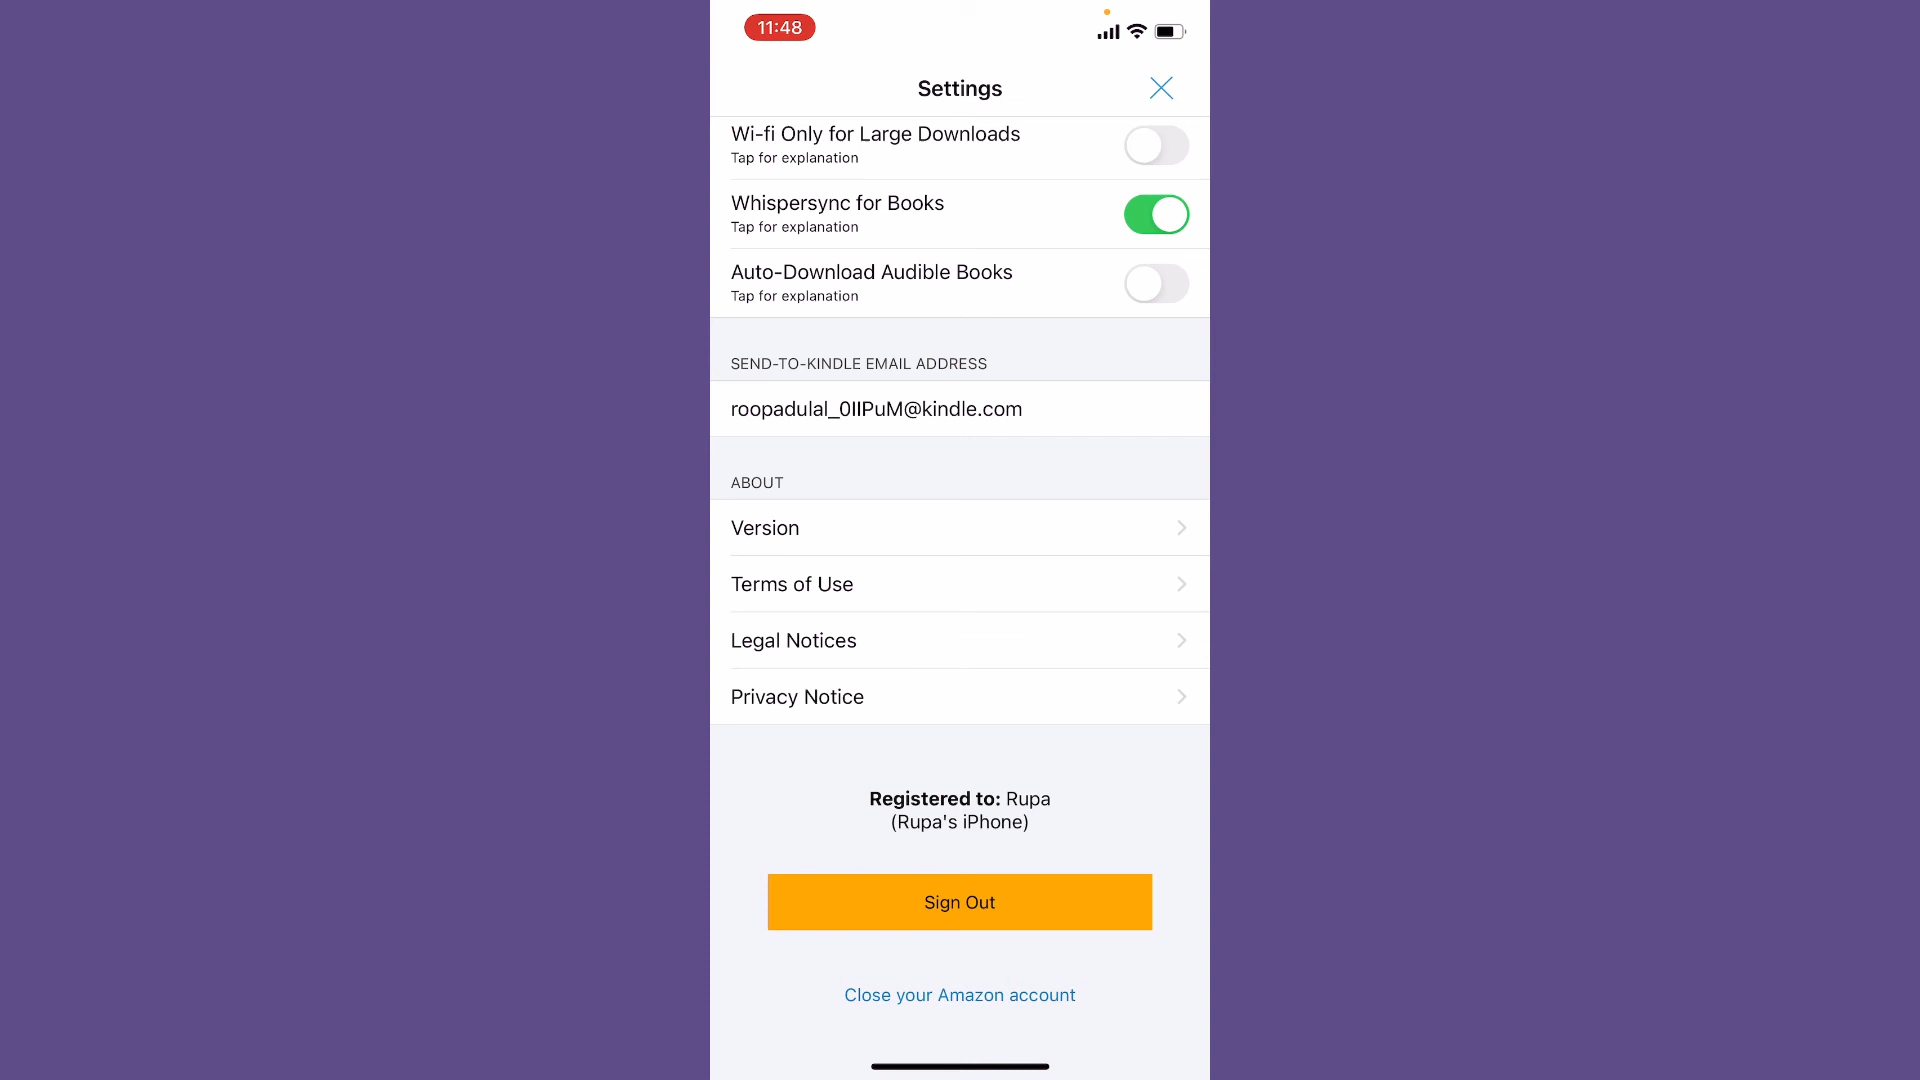 11:48
Settings
Wi-fi Only for Large Downloads
Tap for explanation
Whispersync for Books
Tap for explanation
Auto-Download Audible Books
Tap for explanation
SEND-TO-KINDLE EMAIL ADDRESS
roopadulal_0IIPuM@kindle.com
ABOUT
Version
Terms of Use
Legal Notices
Privacy Notice
Registered to: Rupa
(Rupa's iPhone)
Sign Out
Close your Amazon account